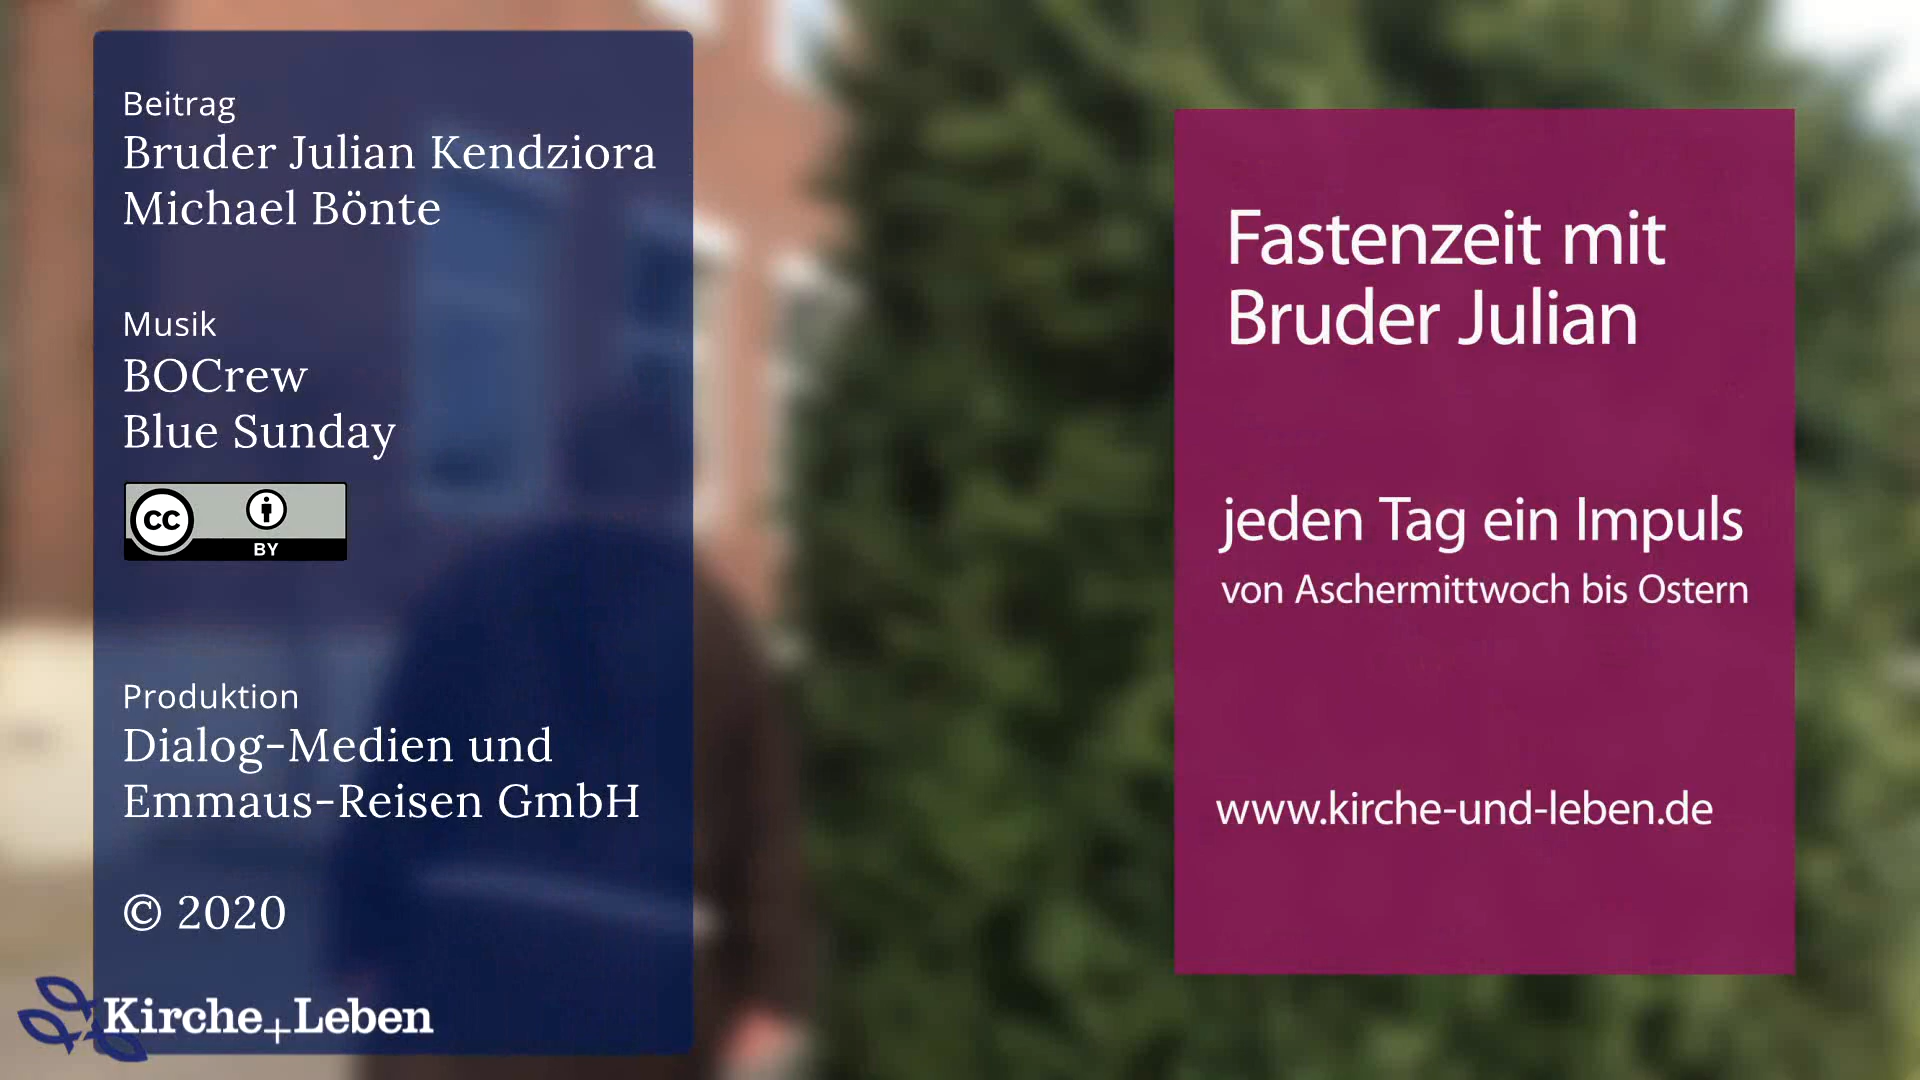 Beitrag
Bruder Julian Kendziora
Michael Bönte
Musik
BOCrew
Blue Sunday
cc
BY
Produktion
Dialog-Medien und
Emmaus-Reisen GmbH
© 2020
Kirche+Leben
Fastenzeit mit
Bruder Julian
jeden Tag ein Impuls
von Aschermittwoch bis Ostern
www.kirche-und-leben.de